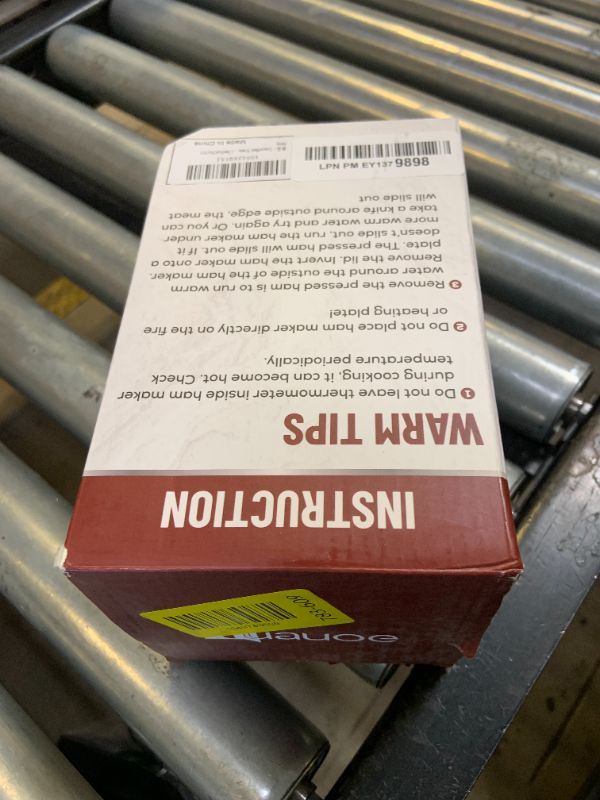 INSTRUCTION
WARM TIPS
1 Do not leave thermometer inside ham maker
during cooking, it can become hot. Check
temperature periodically.
2 Do not place ham maker directly on the fire
or heating plate!
3 Remove the pressed ham is to run warm
water around the outside of the ham maker.
Remove the lid. Invert the ham maker onto a
plate. The pressed ham will slide out. If it
doesn't slide out, run the ham maker under
more warm water and try again. Or you can
take a knife around outside edge, the meat
will slide out
LPN PM EY137 9898
Made in China
783-609